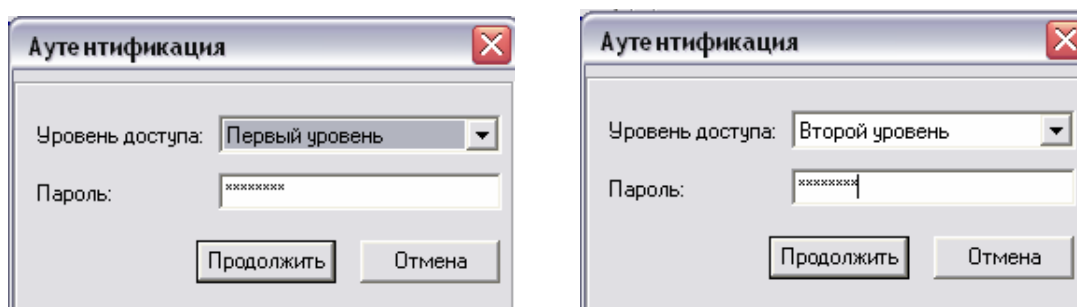 Аутентификация
Уровень доступа: Первый уровень
Пароль: ××××××××
Продолжить Отмена
Аутентификация
Уровень доступа: Второй уровень
Пароль: ××××××××
Продолжить Отмена